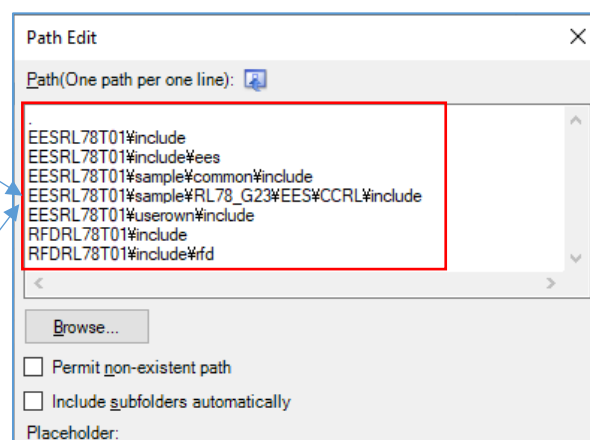 Path Edit
Path(One path per one line):
.
EESRL78T01¥include
EESRL78T01¥include¥ees
EESRL78T01¥sample¥common¥include
EESRL78T01¥sample¥RL78_G23¥EES¥CCRL¥include
EESRL78T01¥userown¥include
RFDRL78T01¥include
RFDRL78T01¥include¥rfd
Browse...
Permit non-existent path
Include subfolders automatically
Placeholder: